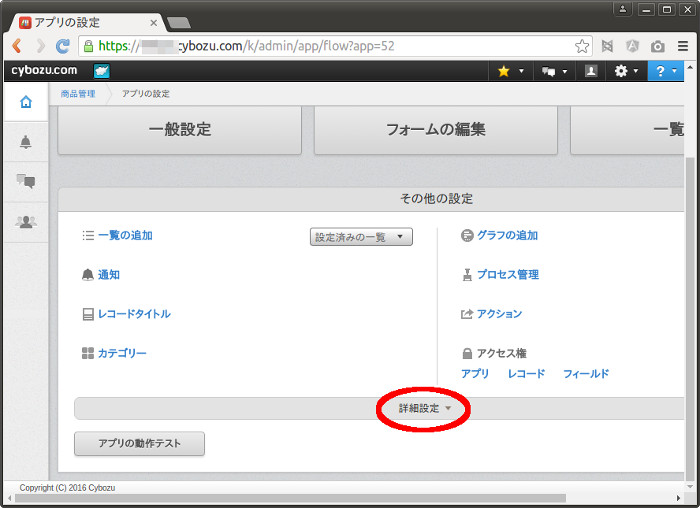 アプリの設定
https://cybozu.com/k/admin/app/flow?app=52
cybozu.com
商品管理 アプリの設定
一般設定 フォームの編集 一覧
その他の設定
一覧の追加 設定済みの一覧 グラフの追加
通知 プロセス管理
レコードタイトル アクション
カテゴリー アクセス権
アプリ レコード フィールド
詳細設定
アプリの動作テスト
Copyright (C) 2016 Cybozu